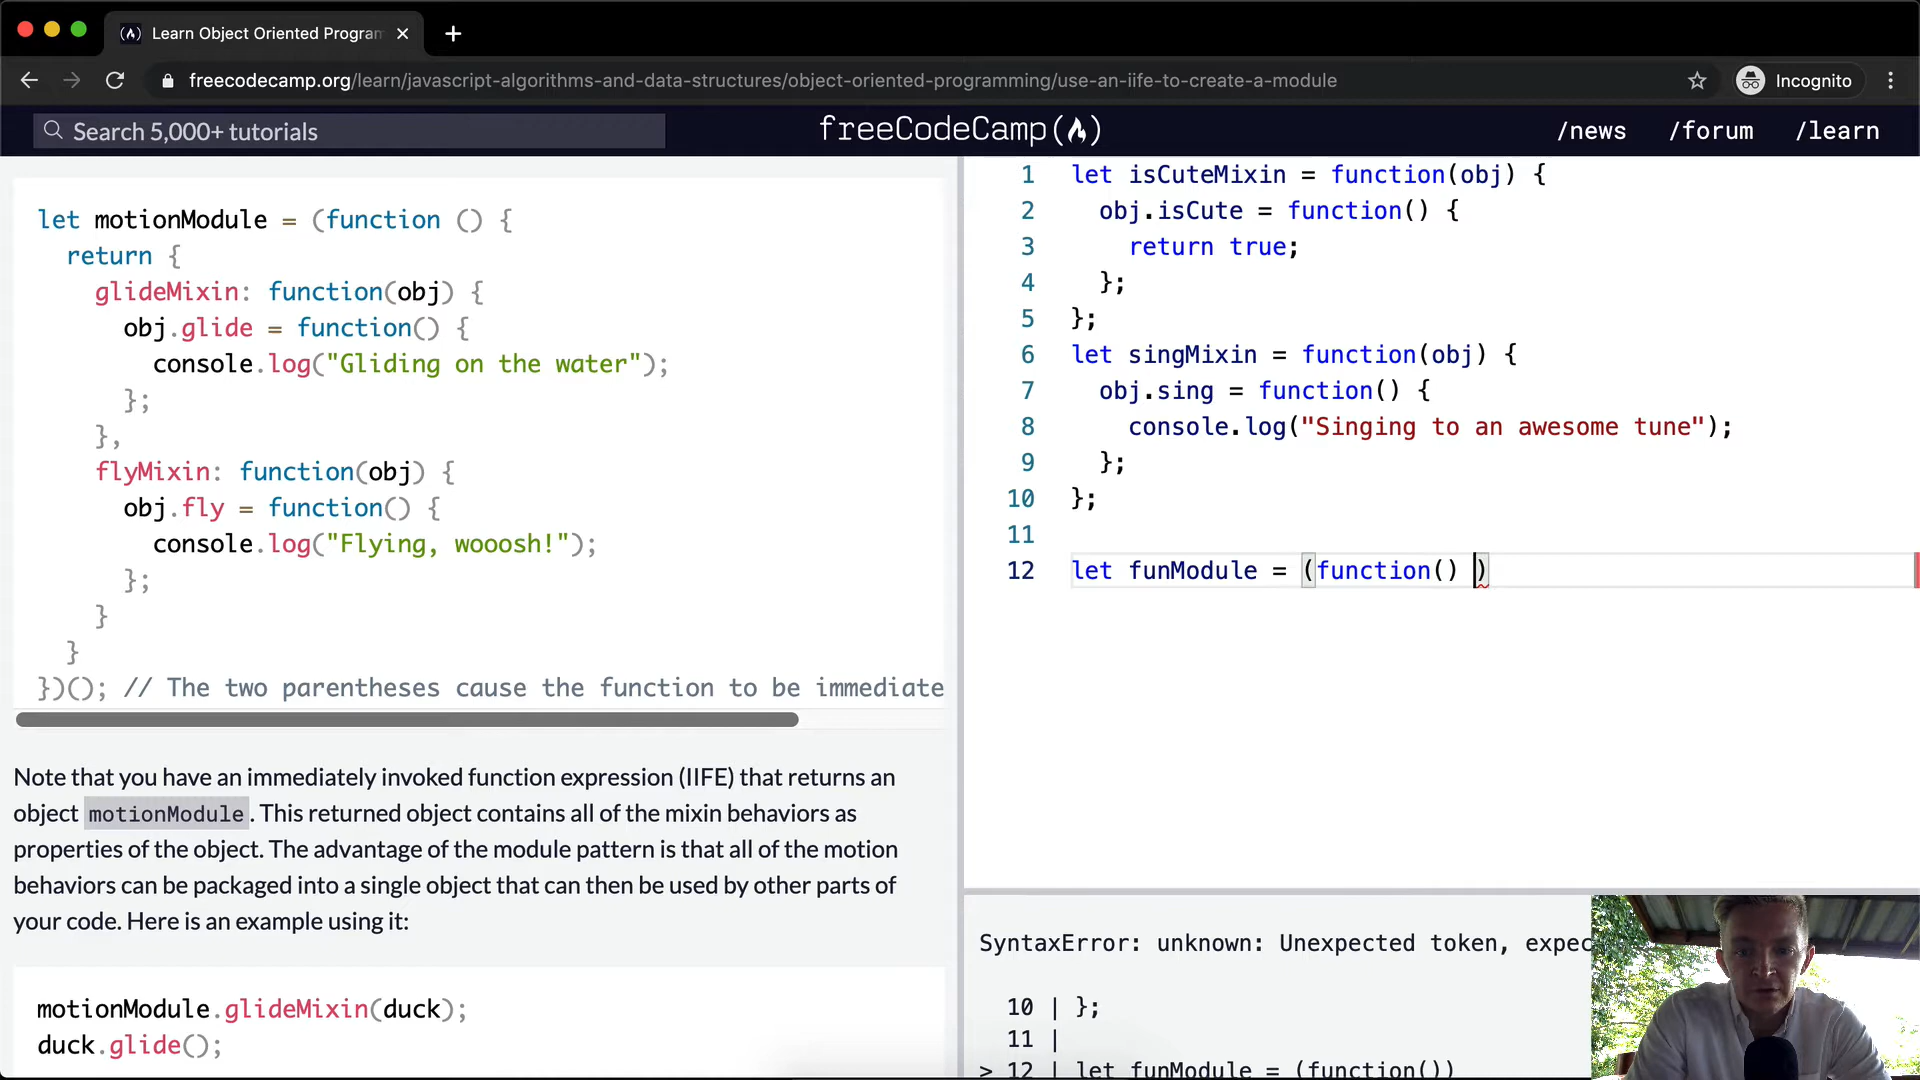 Learn Object Oriented Program
freecodecamp.org/learn/javascript-algorithms-and-data-structures/object-oriented-programming/use-an-iife-to-create-a-module
Incognito
Search 5,000+ tutorials
freeCodeCamp
/news
/forum
/learn
let motionModule = (function () {
return {
glideMixin: function(obj) {
obj.glide = function() {
console.log("Gliding on the water");
};
},
flyMixin: function(obj) {
obj.fly = function() {
console.log("Flying, wooosh!");
};
}
}
})(); // The two parentheses cause the function to be immediate
Note that you have an immediately invoked function expression (IIFE) that returns an
object motionModule. This returned object contains all of the mixin behaviors as
properties of the object. The advantage of the module pattern is that all of the motion
behaviors can be packaged into a single object that can then be used by other parts of
your code. Here is an example using it:
motionModule.glideMixin(duck);
duck.glide();
1 let isCuteMixin = function(obj) {
2 obj.isCute = function() {
3 return true;
4 };
5 };
6 let singMixin = function(obj) {
7 obj.sing = function() {
8 console.log("Singing to an awesome tune");
9 };
10 };
11
12 let funModule = (function() )
SyntaxError: unknown: Unexpected token, expec
10 | };
11 |
> 12 | let funModule = (function())